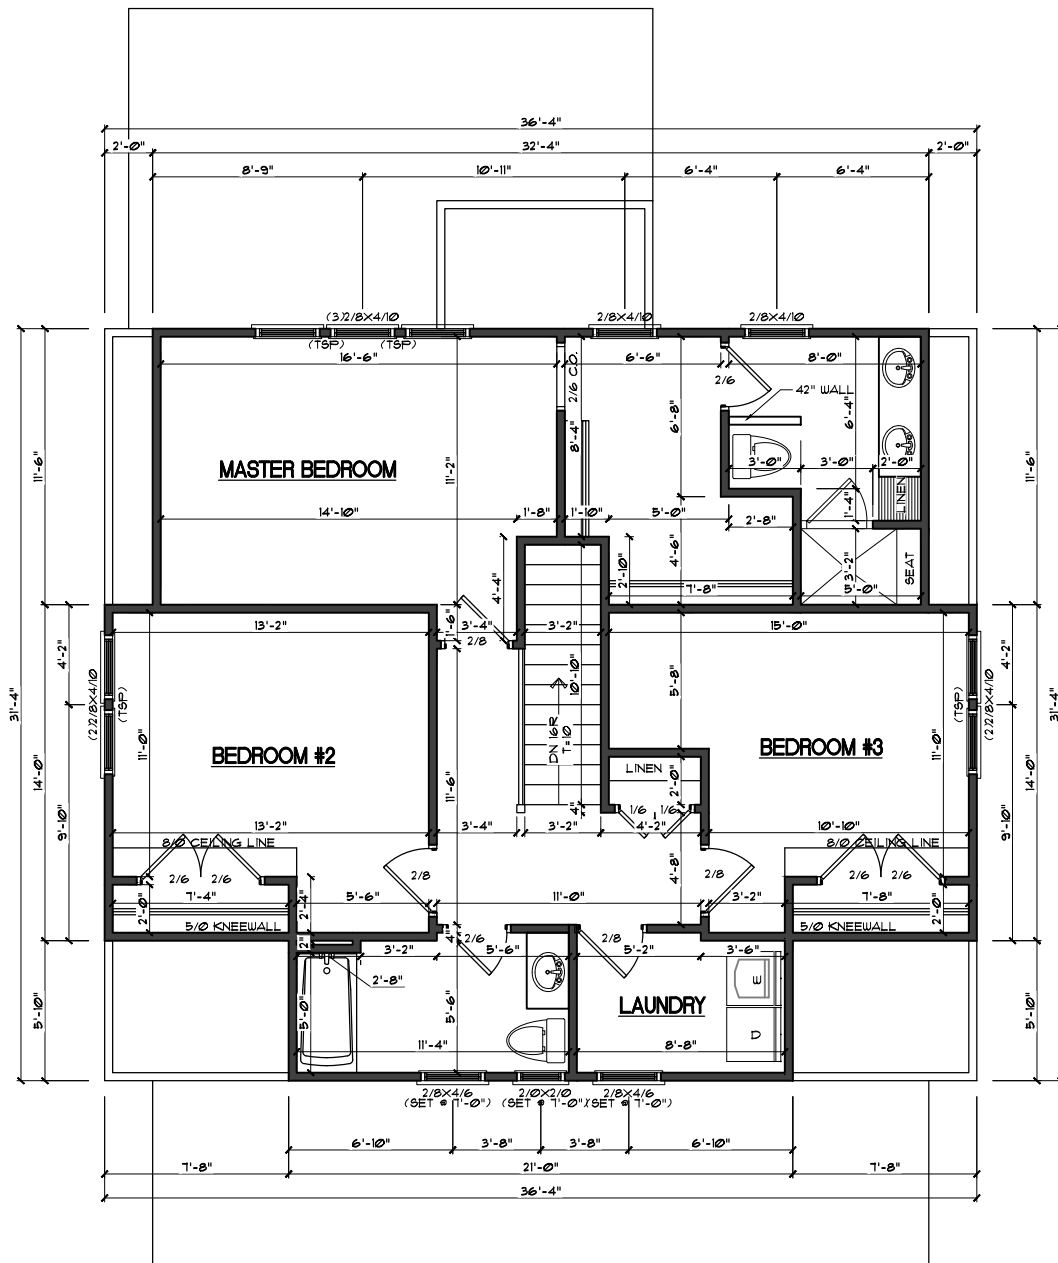 36'-4"
2'-0" 32'-4" 2'-0"
8'-9" 10'-11" 6'-4" 6'-4"
(3)2/8X4/10 2/8X4/10 2/8X4/10
(TSP) (TSP)
16'-6" 6'-6" 8'-0"
2/6 C.O.
2/6
42" WALL
6'-4"
6'-8"
8'-4"
11'-6" 11'-2" 11'-6"
MASTER BEDROOM
3'-0" 3'-0" 2'-0"
LINEN
1'-4"
14'-10" 1'-8" 1'-10" 5'-0" 2'-8"
4'-4" 2'-10" 4'-6" 3'-2" SEAT
7'-8" 5'-0"
1'-6"
13'-2" 3'-4" 3'-2" 15'-0"
2/8
4'-2" 4'-2"
31'-4" 31'-4"
(2)2/8X4/10 (TSP) (TSP) (2)2/8X4/10
10'-10" 5'-8"
DN 16R
T=10
11'-0" 11'-0"
BEDROOM #2 BEDROOM #3
LINEN
2'-0"
14'-0" 11'-6" 14'-0"
9'-10" 9'-10"
4"
1/6 1/6
13'-2" 3'-4" 3'-2" 4'-2" 10'-10"
8/0 CEILING LINE 8/0 CEILING LINE
4'-8"
2/6 2/6 2/8 2/8 2/6 2/6
7'-4" 5'-6" 11'-0" 3'-2" 7'-8"
2'-0" 2'-4" 2'-0"
5/0 KNEEWALL 5/0 KNEEWALL
2" 4"
2/6 2/8
3'-2" 5'-6" 5'-2" 3'-6"
2'-8"
E
5'-10" 5'-0" 5'-6" 5'-10"
LAUNDRY
D
11'-4" 8'-8"
2/8X4/6 2/0X2/0 2/8X4/6
(SET @ 7'-0") (SET @ 7'-0") (SET @ 7'-0")
6'-10" 3'-8" 3'-8" 6'-10"
7'-8" 21'-0" 7'-8"
36'-4"